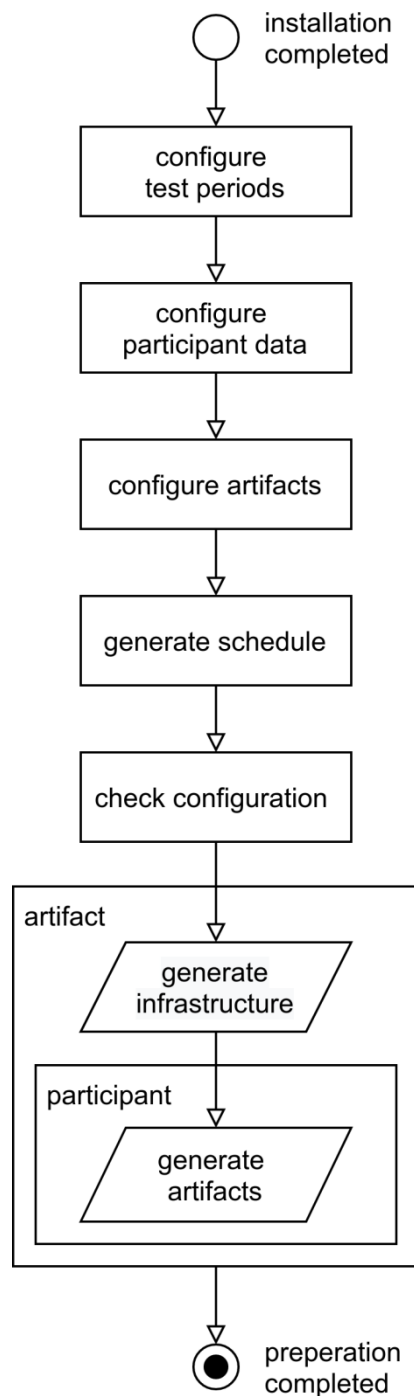 installation
completed
configure
test periods
configure
participant data
configure artifacts
generate schedule
check configuration
artifact
generate
infrastructure
participant
generate
artifacts
preperation
completed